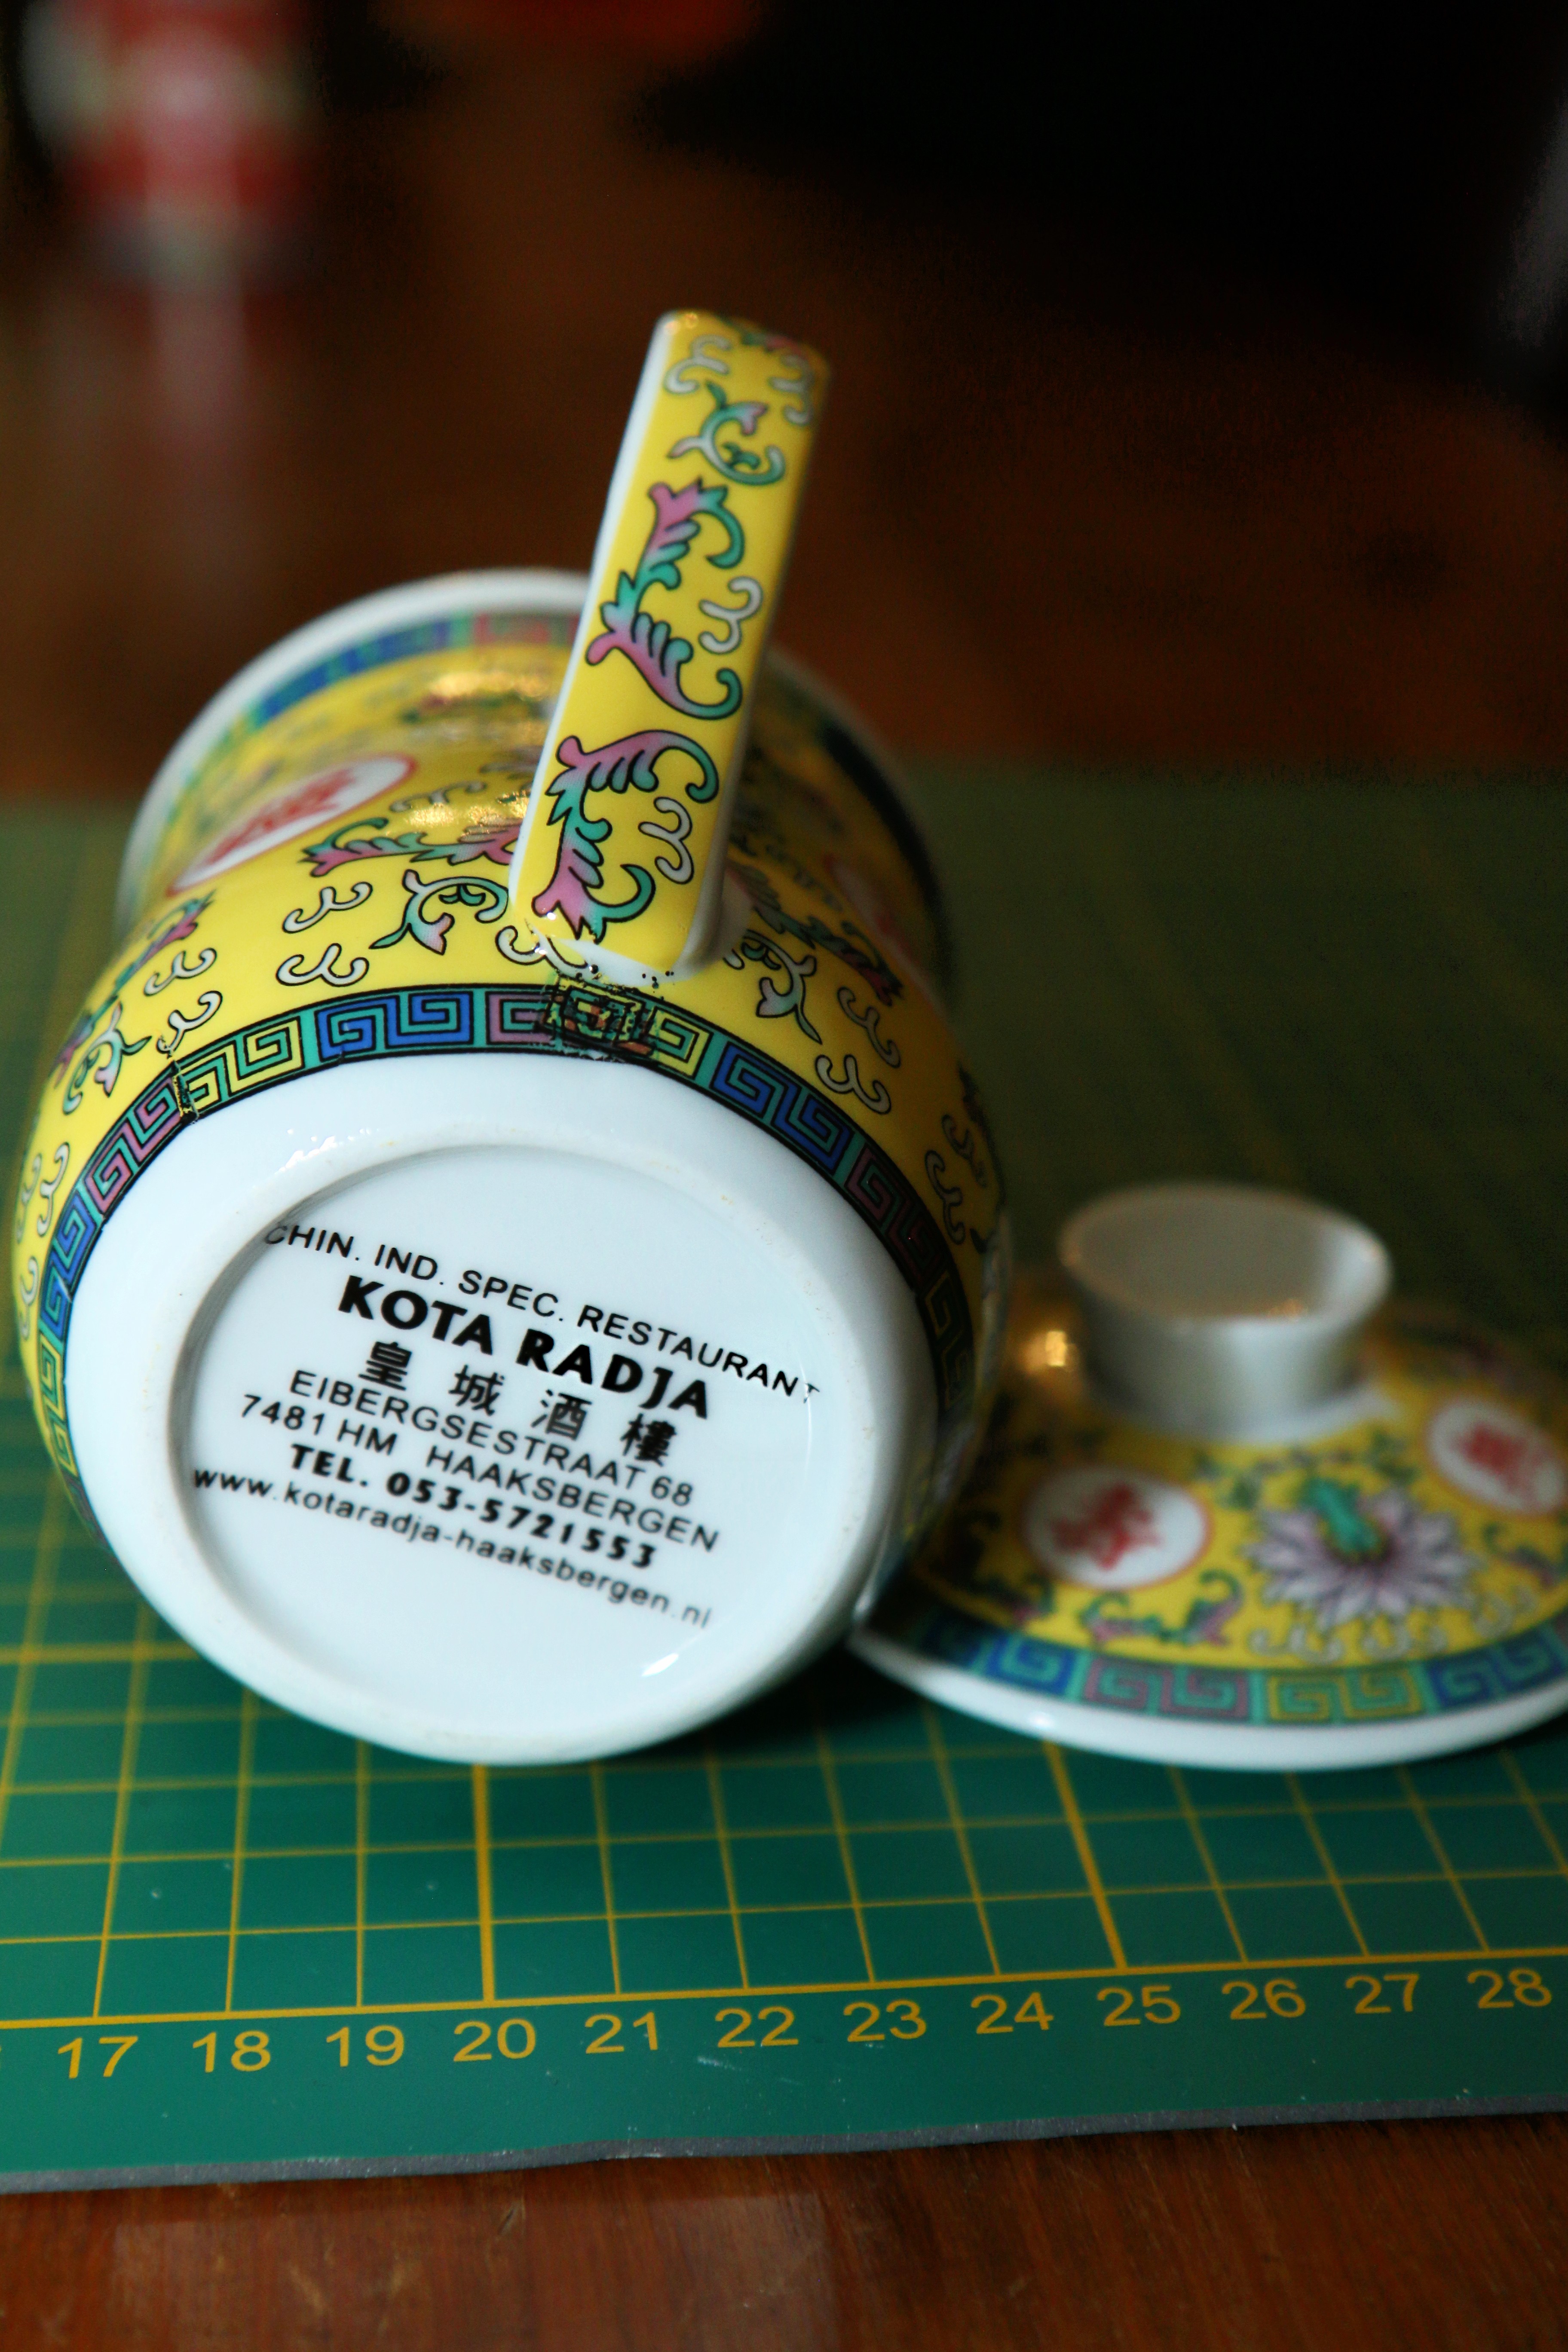 CHIN. IND. SPEC. RESTAURANT
KOTA RADJA
皇城酒樓
EIBERGSESTRAAT 68
7481 HM HAAKSBERGEN
TEL. 053-5721553
www.kotaradja-haaksbergen.nl
17 18 19 20 21 22 23 24 25 26 27 28